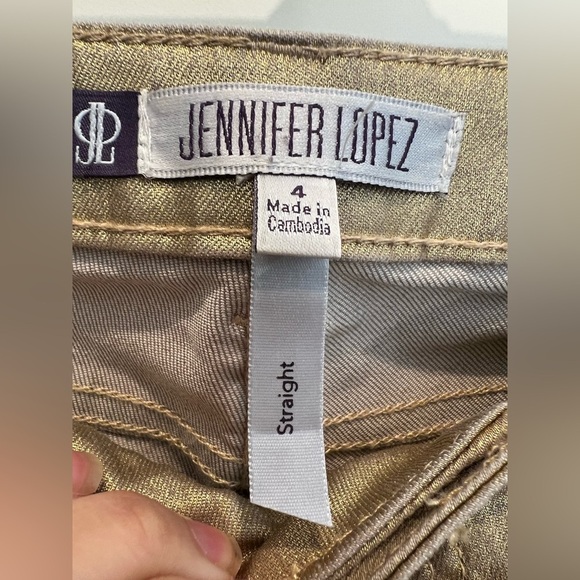 JL JENNIFER LOPEZ
4
Made in
Cambodia
Straight